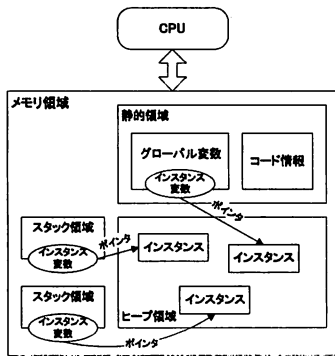 CPU
メモリ領域
静的領域
グローバル変数
インスタンス
変数
コード情報
ポインタ
スタック領域
インスタンス
変数
ポインタ
インスタンス
インスタンス
スタック領域
インスタンス
変数
ポインタ
インスタンス
ヒープ領域